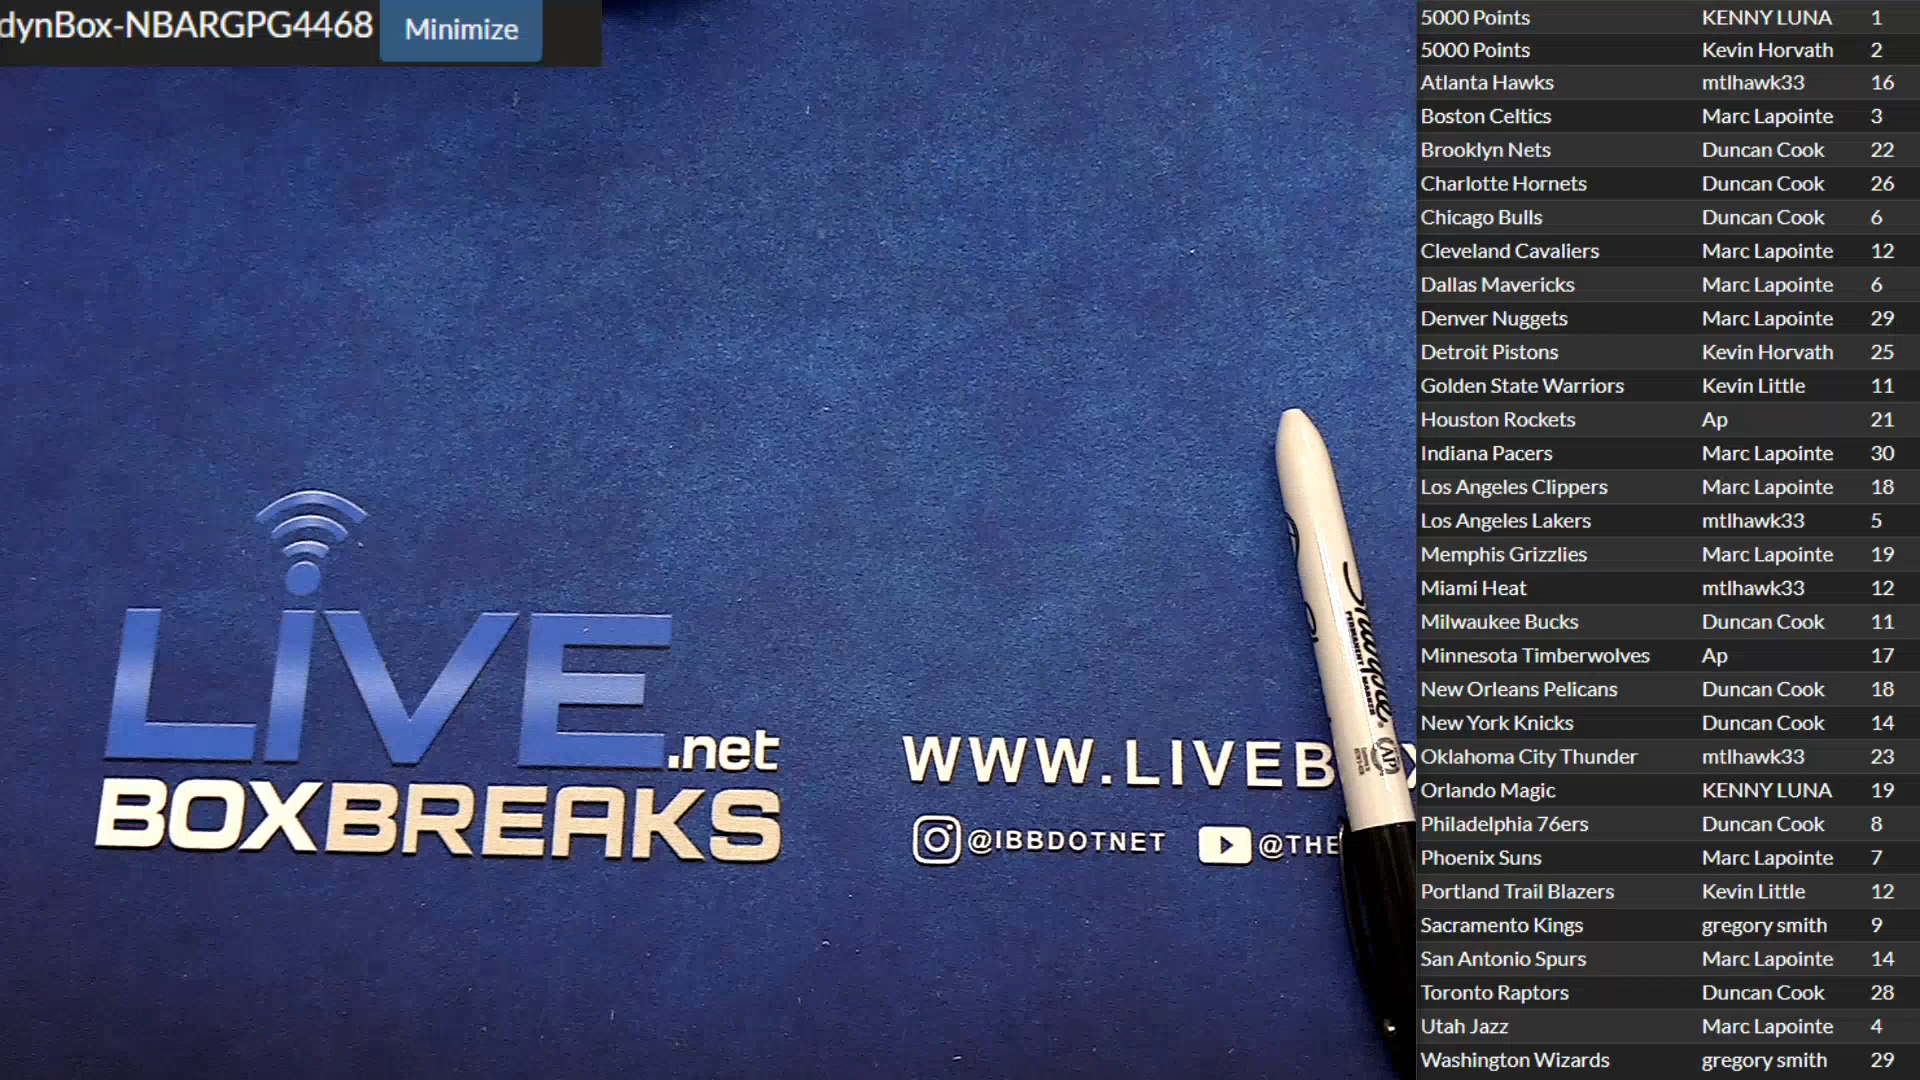 dynBox-NBARGPG4468 Minimize
5000 Points KENNY LUNA 1
5000 Points Kevin Horvath 2
Atlanta Hawks mtlhawk33 16
Boston Celtics Marc Lapointe 3
Brooklyn Nets Duncan Cook 22
Charlotte Hornets Duncan Cook 26
Chicago Bulls Duncan Cook 6
Cleveland Cavaliers Marc Lapointe 12
Dallas Mavericks Marc Lapointe 6
Denver Nuggets Marc Lapointe 29
Detroit Pistons Kevin Horvath 25
Golden State Warriors Kevin Little 11
Houston Rockets Ap 21
Indiana Pacers Marc Lapointe 30
Los Angeles Clippers Marc Lapointe 18
Los Angeles Lakers mtlhawk33 5
Memphis Grizzlies Marc Lapointe 19
Miami Heat mtlhawk33 12
Milwaukee Bucks Duncan Cook 11
Minnesota Timberwolves Ap 17
New Orleans Pelicans Duncan Cook 18
New York Knicks Duncan Cook 14
Oklahoma City Thunder mtlhawk33 23
Orlando Magic KENNY LUNA 19
Philadelphia 76ers Duncan Cook 8
Phoenix Suns Marc Lapointe 7
Portland Trail Blazers Kevin Little 12
Sacramento Kings gregory smith 9
San Antonio Spurs Marc Lapointe 14
Toronto Raptors Duncan Cook 28
Utah Jazz Marc Lapointe 4
Washington Wizards gregory smith 29
LIVE.net
BOXBREAKS
WWW.LIVEB
@IBBDOTNET @THE
Sharpie
PERMANENT MARKER
AP